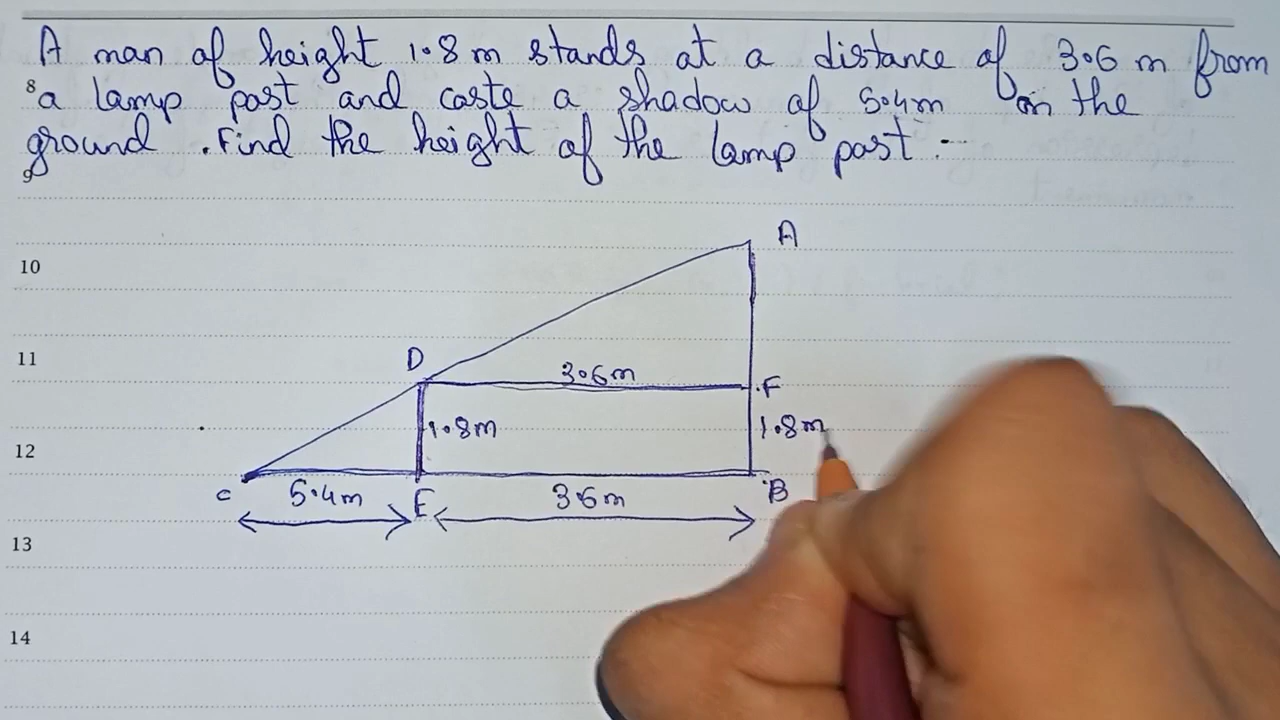 A man of height 1.8 m stands at a distance of 3.6 m from
8 a lamp post and caste a shadow of 5.4m on the
ground . Find the height of the lamp post :-
9
A
10
D
11
3.6m
.F
1.8m
1.8m
12
C
5.4m
E
3.6m
B
13
14